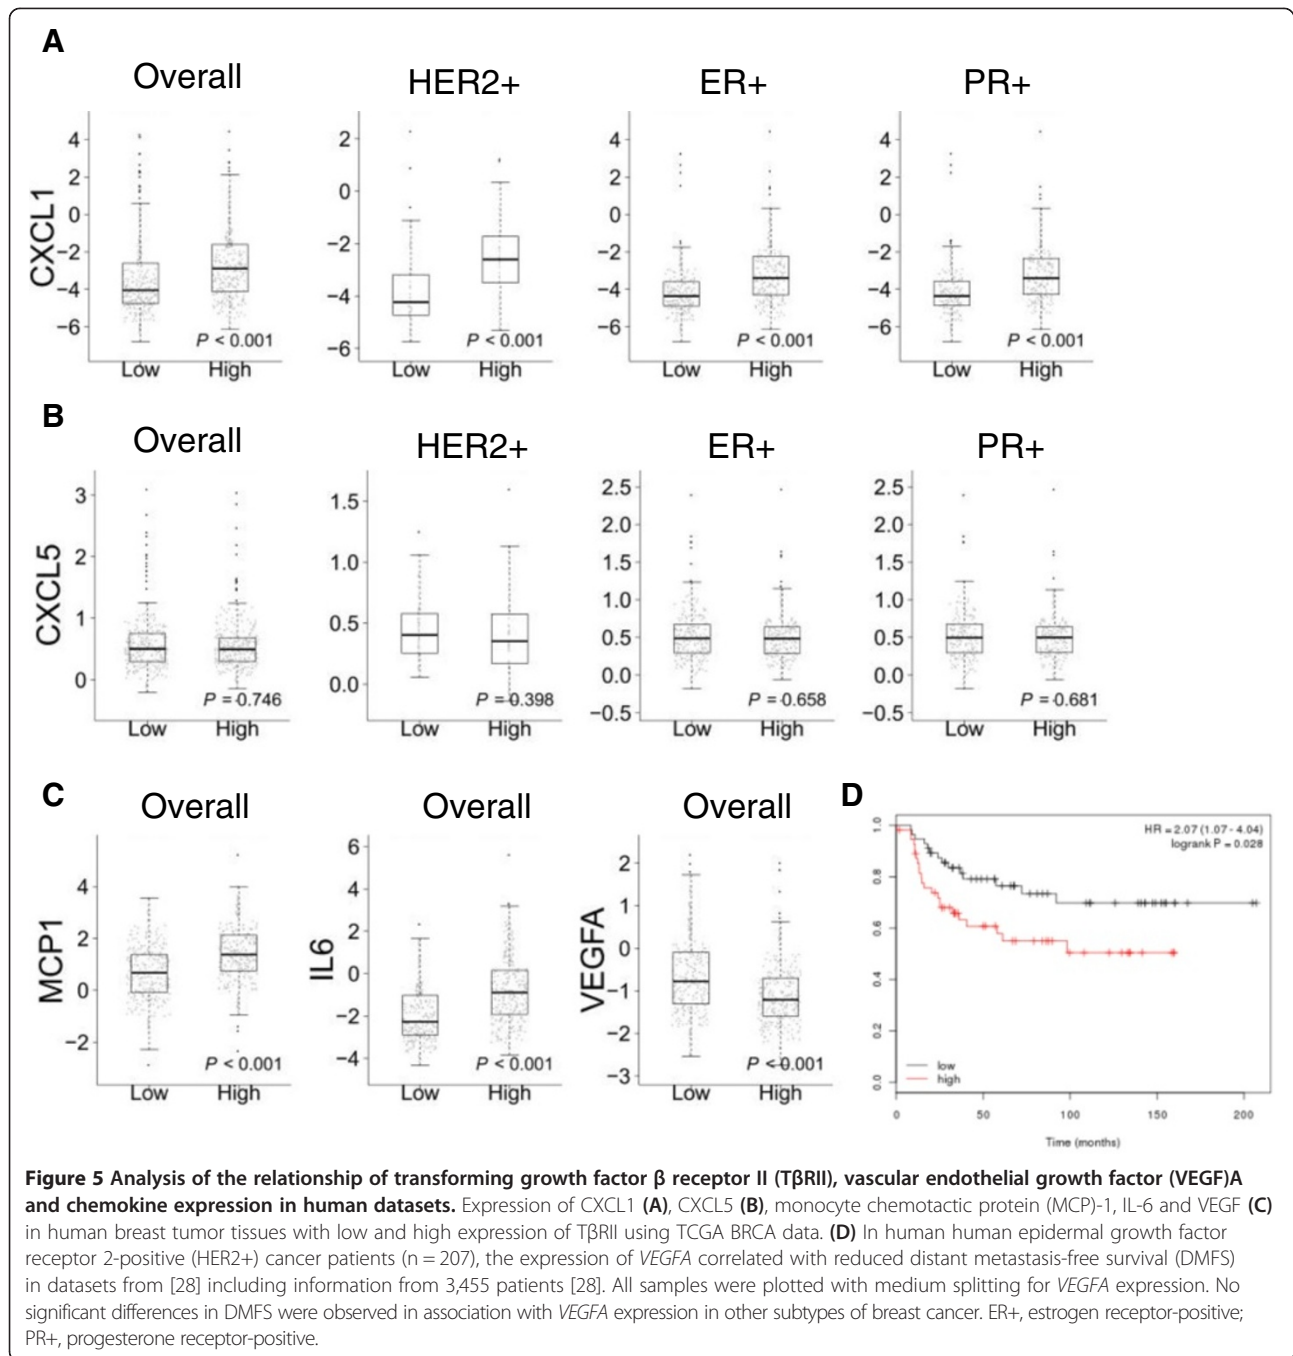 A
Overall HER2+ ER+ PR+
CXCL1
4 2 0 −2 −4 −6
2 0 −2 −4 −6
4 2 0 −2 −4 −6
4 2 0 −2 −4 −6
P < 0.001 P < 0.001 P < 0.001 P < 0.001
Low High Low High Low High Low High
B
Overall HER2+ ER+ PR+
CXCL5
3 2 1 0
1.5 1.0 0.5 0.0
2.5 2.0 1.5 1.0 0.5 0.0 −0.5
2.5 2.0 1.5 1.0 0.5 0.0 −0.5
P = 0.746 P = 0.398 P = 0.658 P = 0.681
Low High Low High Low High Low High
C
Overall Overall Overall
MCP1
4 2 0 −2
P < 0.001
Low High
IL6
6 4 2 0 −2 −4
P < 0.001
Low High
VEGFA
2 1 0 −1 −2 −3
P < 0.001
Low High
D
HR = 2.07 (1.07 - 4.04)
logrank P = 0.028
1.0 0.8 0.6 0.4 0.2 0.0
low
high
0 50 100 150 200
Time (months)
Figure 5 Analysis of the relationship of transforming growth factor β receptor II (TβRII), vascular endothelial growth factor (VEGF)A
and chemokine expression in human datasets. Expression of CXCL1 (A), CXCL5 (B), monocyte chemotactic protein (MCP)-1, IL-6 and VEGF (C)
in human breast tumor tissues with low and high expression of TβRII using TCGA BRCA data. (D) In human human epidermal growth factor
receptor 2-positive (HER2+) cancer patients (n = 207), the expression of VEGFA correlated with reduced distant metastasis-free survival (DMFS)
in datasets from [28] including information from 3,455 patients [28]. All samples were plotted with medium splitting for VEGFA expression. No
significant differences in DMFS were observed in association with VEGFA expression in other subtypes of breast cancer. ER+, estrogen receptor-positive;
PR+, progesterone receptor-positive.